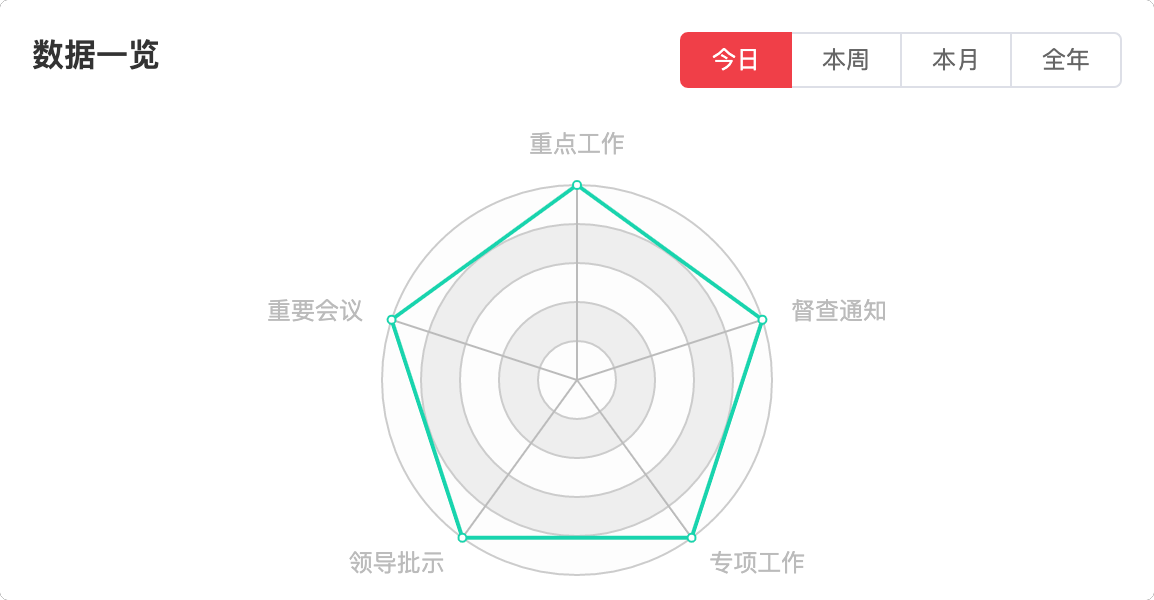 数据一览
今日 本周 本月 全年
重点工作
重要会议 督查通知
领导批示 专项工作